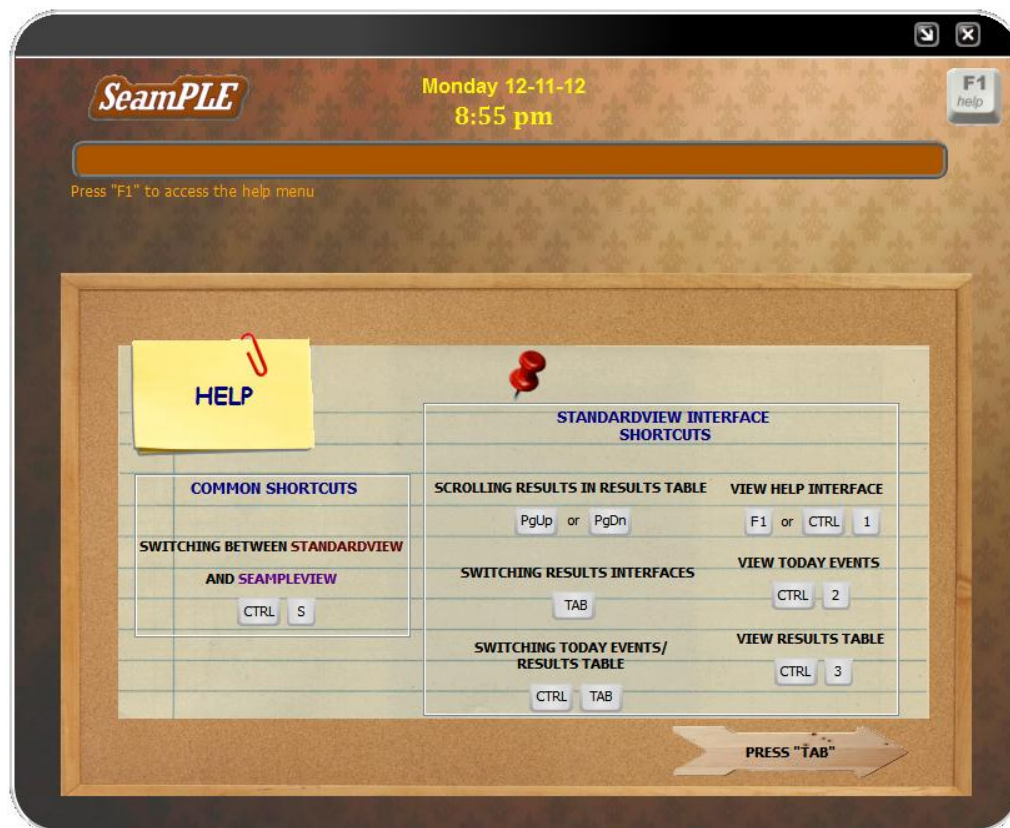 SeamPLE
Monday 12-11-12
8:55 pm
F1
help
Press "F1" to access the help menu
HELP
COMMON SHORTCUTS
SWITCHING BETWEEN STANDARDVIEW
AND SEAMPLEVIEW
CTRL S
STANDARDVIEW INTERFACE
SHORTCUTS
SCROLLING RESULTS IN RESULTS TABLE
PgUp or PgDn
SWITCHING RESULTS INTERFACES
TAB
SWITCHING TODAY EVENTS/
RESULTS TABLE
CTRL TAB
VIEW HELP INTERFACE
F1 or CTRL 1
VIEW TODAY EVENTS
CTRL 2
VIEW RESULTS TABLE
CTRL 3
PRESS "TAB"